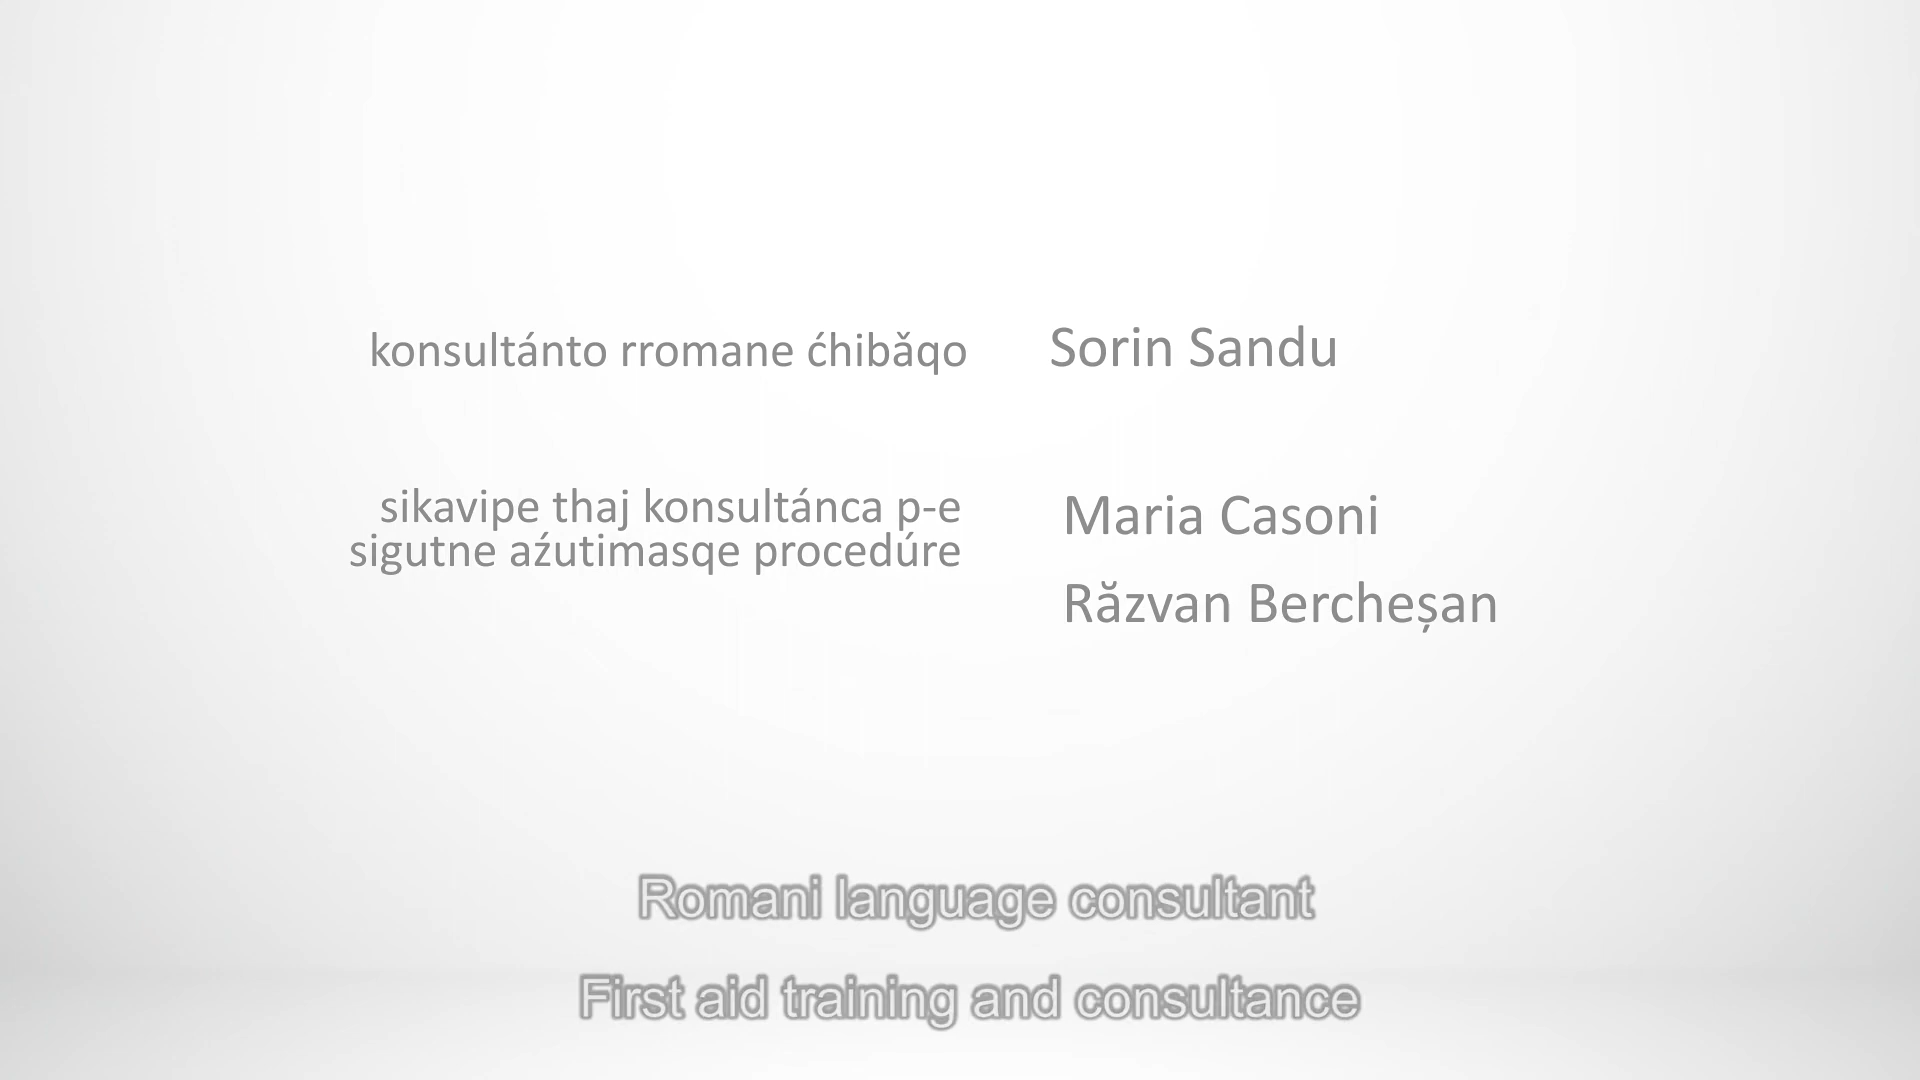 konsultánto rromane ćhibǎqo
Sorin Sandu
sikavipe thaj konsultánca p-e
sigutne aźutimasqe procedúre
Maria Casoni
Răzvan Bercheșan
Romani language consultant
First aid training and consultance